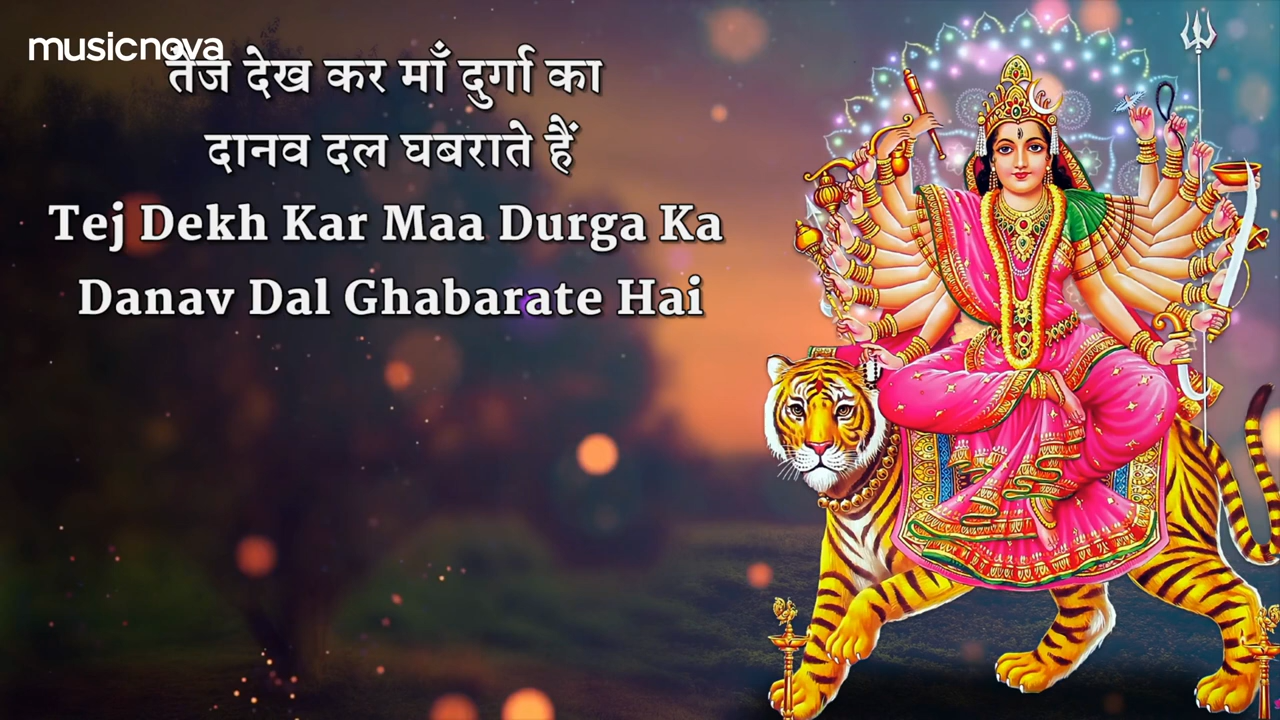 musicnova
तेज देख कर माँ दुर्गा का
दानव दल घबराते हैं
Tej Dekh Kar Maa Durga Ka
Danav Dal Ghabarate Hai